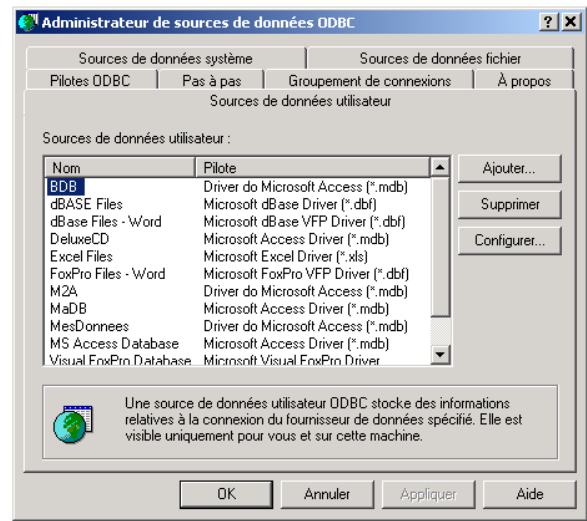 Administrateur de sources de données ODBC
Sources de données système
Sources de données fichier
Pilotes ODBC
Pas à pas
Groupement de connexions
À propos
Sources de données utilisateur
Sources de données utilisateur :
Nom Pilote
BDB Driver do Microsoft Access (*.mdb)
dBASE Files Microsoft dBase Driver (*.dbf)
dBase Files - Word Microsoft dBase VFP Driver (*.dbf)
DeluxeCD Microsoft Access Driver (*.mdb)
Excel Files Microsoft Excel Driver (*.xls)
FoxPro Files - Word Microsoft FoxPro VFP Driver (*.dbf)
M2A Driver do Microsoft Access (*.mdb)
MaDB Driver do Microsoft Access (*.mdb)
MesDonnees Driver do Microsoft Access (*.mdb)
MS Access Database Microsoft Access Driver (*.mdb)
Visual FoxPro Database Microsoft Visual FoxPro Driver
Ajouter...
Supprimer
Configurer...
Une source de données utilisateur ODBC stocke des informations
relatives à la connexion du fournisseur de données spécifié. Elle est
visible uniquement pour vous et sur cette machine.
OK
Annuler
Appliquer
Aide